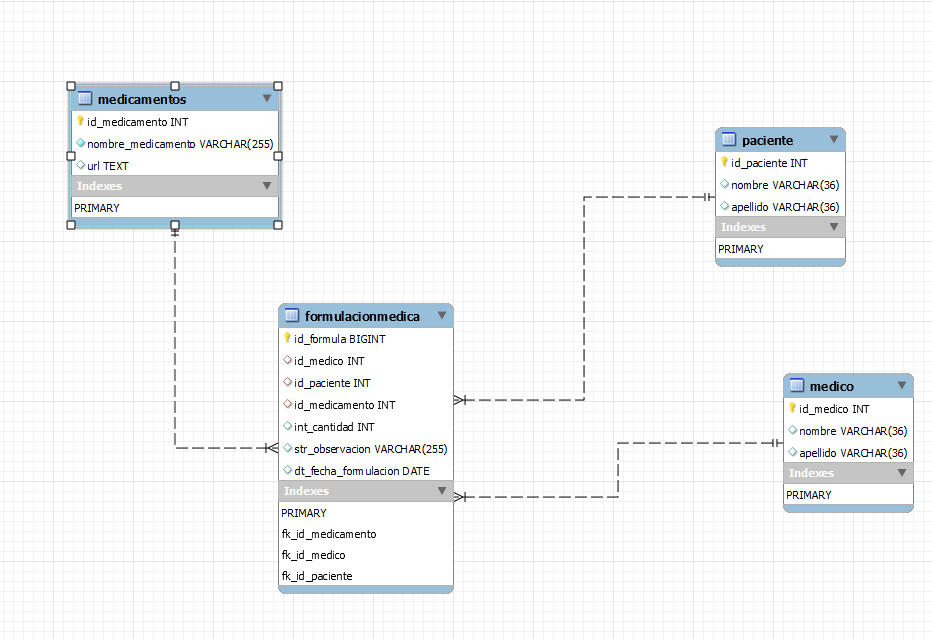 medicamentos
id_medicamento INT
nombre_medicamento VARCHAR(255)
url TEXT
Indexes
PRIMARY
paciente
id_paciente INT
nombre VARCHAR(36)
apellido VARCHAR(36)
Indexes
PRIMARY
formulacionmedica
id_formula BIGINT
id_medico INT
id_paciente INT
id_medicamento INT
int_cantidad INT
str_observacion VARCHAR(255)
dt_fecha_fomulacion DATE
Indexes
PRIMARY
fk_id_medicamento
fk_id_medico
fk_id_paciente
medico
id_medico INT
nombre VARCHAR(36)
apellido VARCHAR(36)
Indexes
PRIMARY